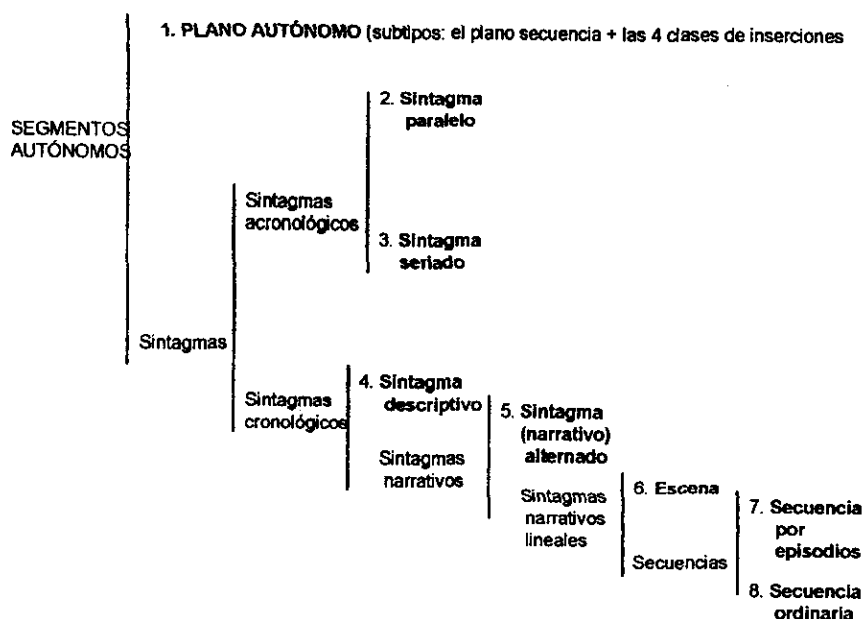 1. PLANO AUTÓNOMO (subtipos: el plano secuencia + las 4 clases de inserciones
SEGMENTOS
AUTÓNOMOS
2. Sintagma
paralelo
Sintagmas
acronológicos
3. Sintagma
seriado
Sintagmas
Sintagmas
cronológicos
4. Sintagma
descriptivo
Sintagmas
narrativos
5. Sintagma
(narrativo)
alternado
Sintagmas
narrativos
lineales
6. Escena
Secuencias
7. Secuencia
por
episodios
8. Secuencia
ordinaria